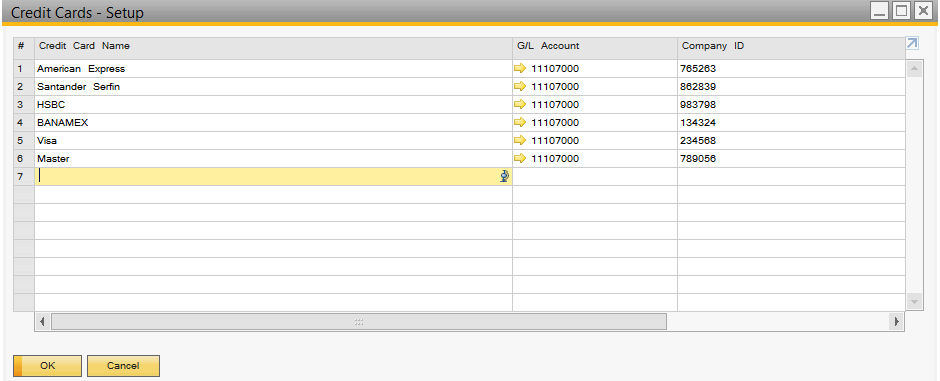 Credit Cards - Setup
# Credit Card Name G/L Account Company ID
1 American Express 11107000 765263
2 Santander Serfin 11107000 862839
3 HSBC 11107000 983798
4 BANAMEX 11107000 134324
5 Visa 11107000 234568
6 Master 11107000 789056
7
OK Cancel